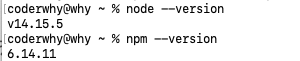 [coderwhy@why ~ % node --version
v14.15.5
[coderwhy@why ~ % npm --version
6.14.11